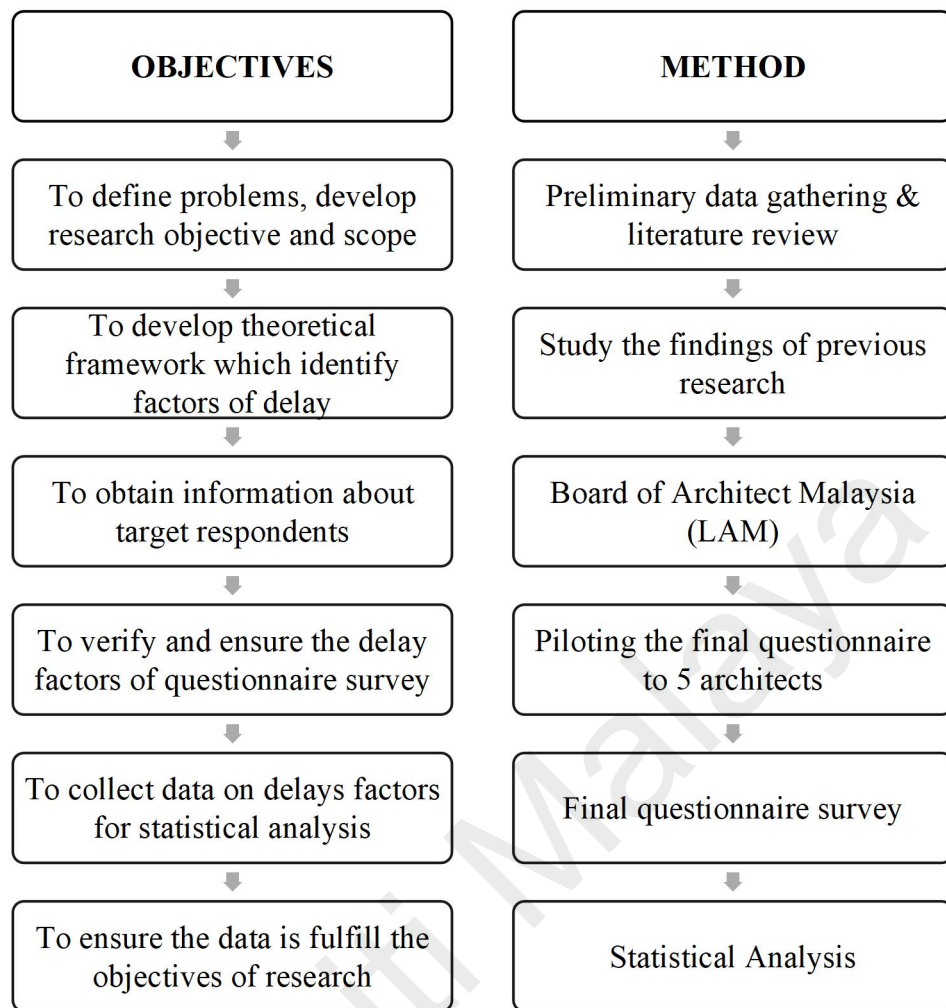 OBJECTIVES
METHOD
To define problems, develop
research objective and scope
Preliminary data gathering &
literature review
To develop theoretical
framework which identify
factors of delay
Study the findings of previous
research
To obtain information about
target respondents
Board of Architect Malaysia
(LAM)
To verify and ensure the delay
factors of questionnaire survey
Piloting the final questionnaire
to 5 architects
To collect data on delays factors
for statistical analysis
Final questionnaire survey
To ensure the data is fulfill the
objectives of research
Statistical Analysis
iti Malaya